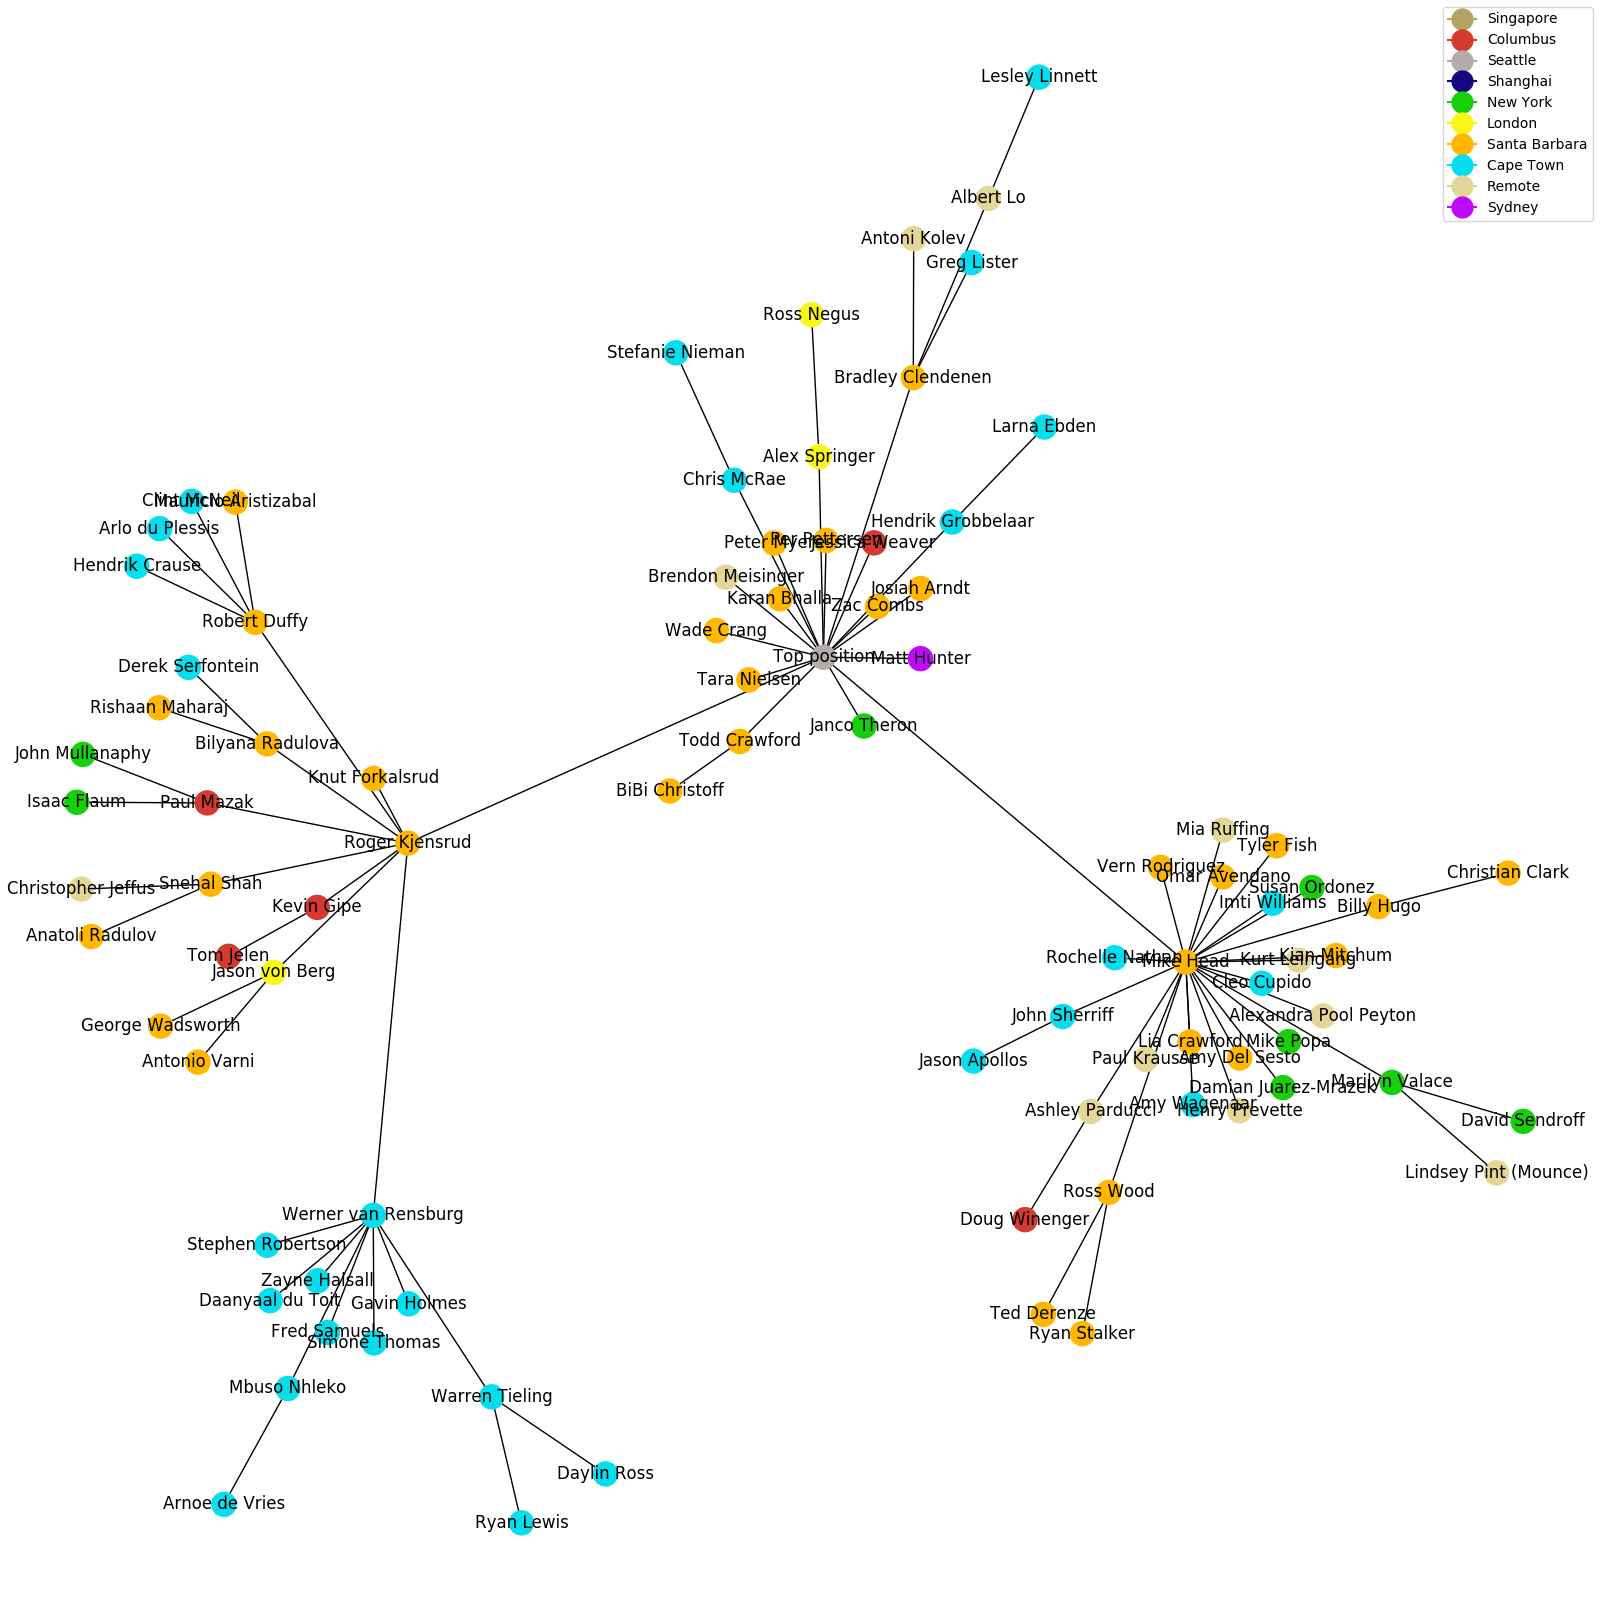 Singapore
Columbus
Seattle
Shanghai
New York
London
Santa Barbara
Cape Town
Remote
Sydney
Lesley Linnett
Albert Lo
Antoni Kolev
Greg Lister
Ross Negus
Stefanie Nieman
Bradley Clendenen
Larna Ebden
Alex Springer
Chris McRae
Clint McNeil
Mauricio Aristizabal
Arlo du Plessis
Hendrik Grobbelaar
Peter Myers
Per Pettersen
Jessica Weaver
Hendrik Crause
Brendon Meisinger
Josiah Arndt
Karan Bhalla
Zac Combs
Robert Duffy
Wade Crang
Top position
Matt Hunter
Derek Serfontein
Tara Nielsen
Rishaan Maharaj
Janco Theron
Bilyana Radulova
Todd Crawford
John Mullanaphy
Knut Forkalsrud
BiBi Christoff
Isaac Flaum
Paul Mazak
Mia Ruffing
Roger Kjensrud
Tyler Fish
Vern Rodriguez
Omar Avendano
Christian Clark
Christopher Jeffus
Snehal Shah
Susan Ordonez
Imti Williams
Kevin Gipe
Billy Hugo
Anatoli Radulov
Tom Jelen
Rochelle Nathan
Mike Head
Kurt Leingang
Kian Mitchum
Jason von Berg
Cleo Cupido
John Sherriff
Alexandra Pool Peyton
George Wadsworth
Lia Crawford
Mike Popa
Antonio Varni
Jason Apollos
Paul Krausse
Amy Del Sesto
Marilyn Valace
Damian Juarez-Mrazek
Amy Wagenaar
Ashley Parducci
Henry Prevette
David Sendroff
Lindsey Pint (Mounce)
Ross Wood
Werner van Rensburg
Doug Winenger
Stephen Robertson
Zayne Halsall
Daanyaal du Toit
Gavin Holmes
Ted Derenze
Fred Samuels
Ryan Stalker
Simone Thomas
Mbuso Nhleko
Warren Tieling
Daylin Ross
Arnoe de Vries
Ryan Lewis